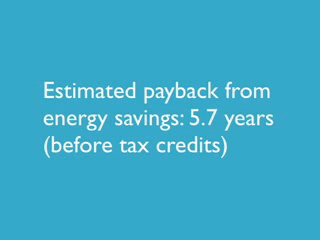 Estimated payback from
energy savings: 5.7 years
(before tax credits)